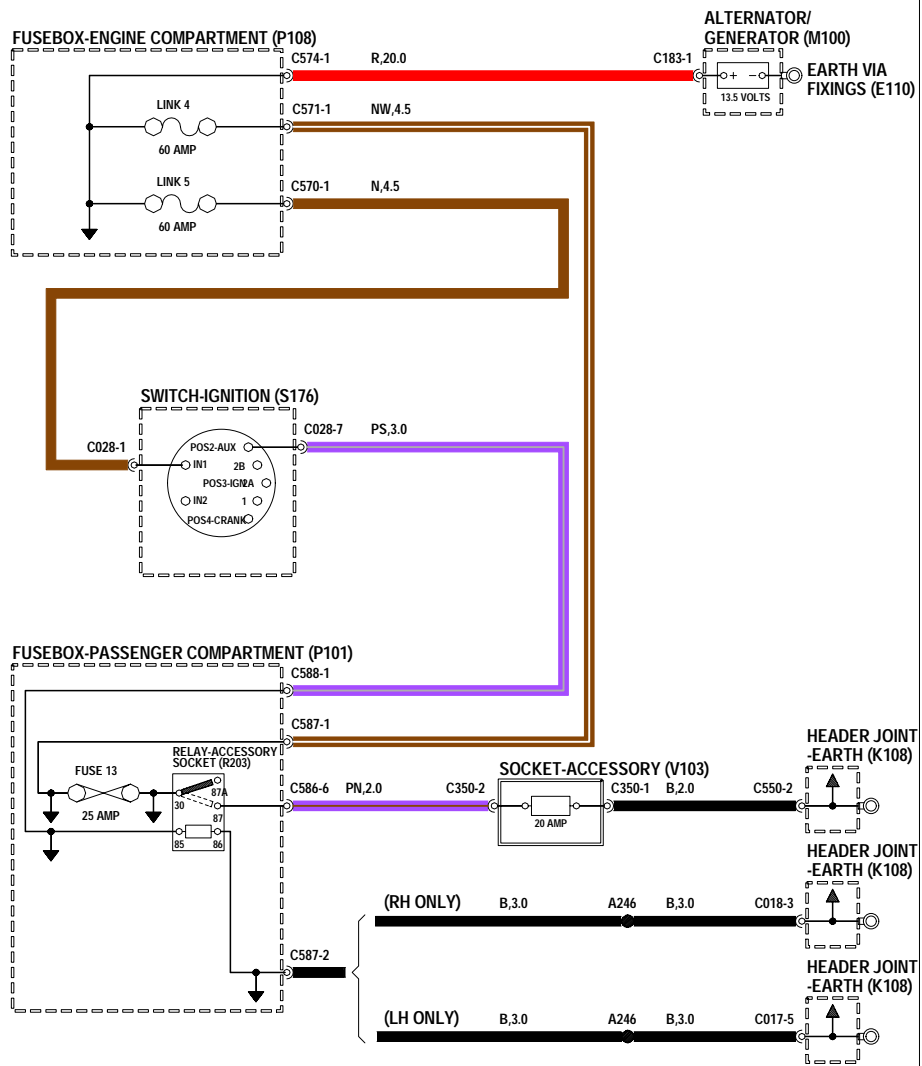 ALTERNATOR/
GENERATOR (M100)
FUSEBOX-ENGINE COMPARTMENT (P108)
C574-1 R,20.0 C183-1
+ -
13.5 VOLTS
EARTH VIA
FIXINGS (E110)
LINK 4
60 AMP
C571-1 NW,4.5
LINK 5
60 AMP
C570-1 N,4.5
SWITCH-IGNITION (S176)
C028-1
C028-7 PS,3.0
POS2-AUX
IN1 2B
POS3-IGN 2A
IN2 1
POS4-CRANK
FUSEBOX-PASSENGER COMPARTMENT (P101)
C588-1
C587-1
RELAY-ACCESSORY
SOCKET (R203)
FUSE 13
25 AMP
30 87A
87
85 86
C586-6 PN,2.0 C350-2
SOCKET-ACCESSORY (V103)
20 AMP
C350-1 B,2.0 C550-2
HEADER JOINT
-EARTH (K108)
HEADER JOINT
-EARTH (K108)
(RH ONLY) B,3.0 A246 B,3.0 C018-3
C587-2
HEADER JOINT
-EARTH (K108)
(LH ONLY) B,3.0 A246 B,3.0 C017-5